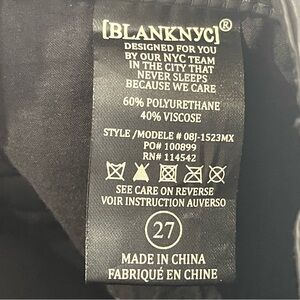 [BLANKNYC]®
DESIGNED FOR YOU
BY OUR NYC TEAM
IN THE CITY THAT
NEVER SLEEPS
BECAUSE WE CARE
60% POLYURETHANE
40% VISCOSE
STYLE/MODELE # 08J-1523MX
PO# 100899
RN# 114542
SEE CARE ON REVERSE
VOIR INSTRUCTION AUVERSO
27
MADE IN CHINA
FABRIQUÉ EN CHINE